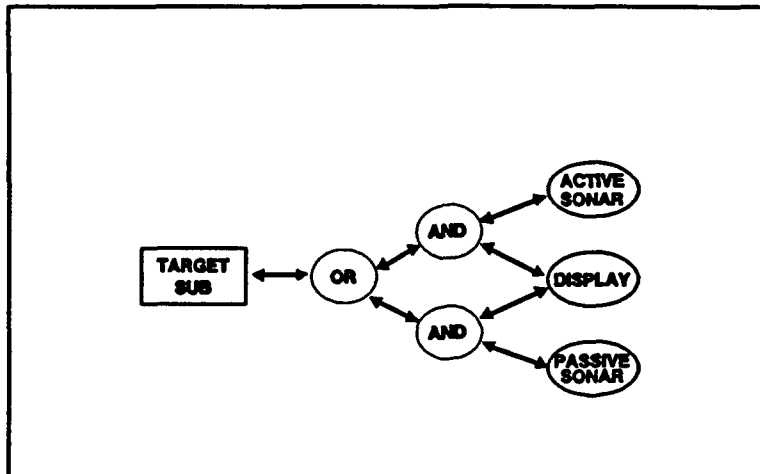 ACTIVE
SONAR
AND
TARGET
SUB
OR
DISPLAY
AND
PASSIVE
SONAR